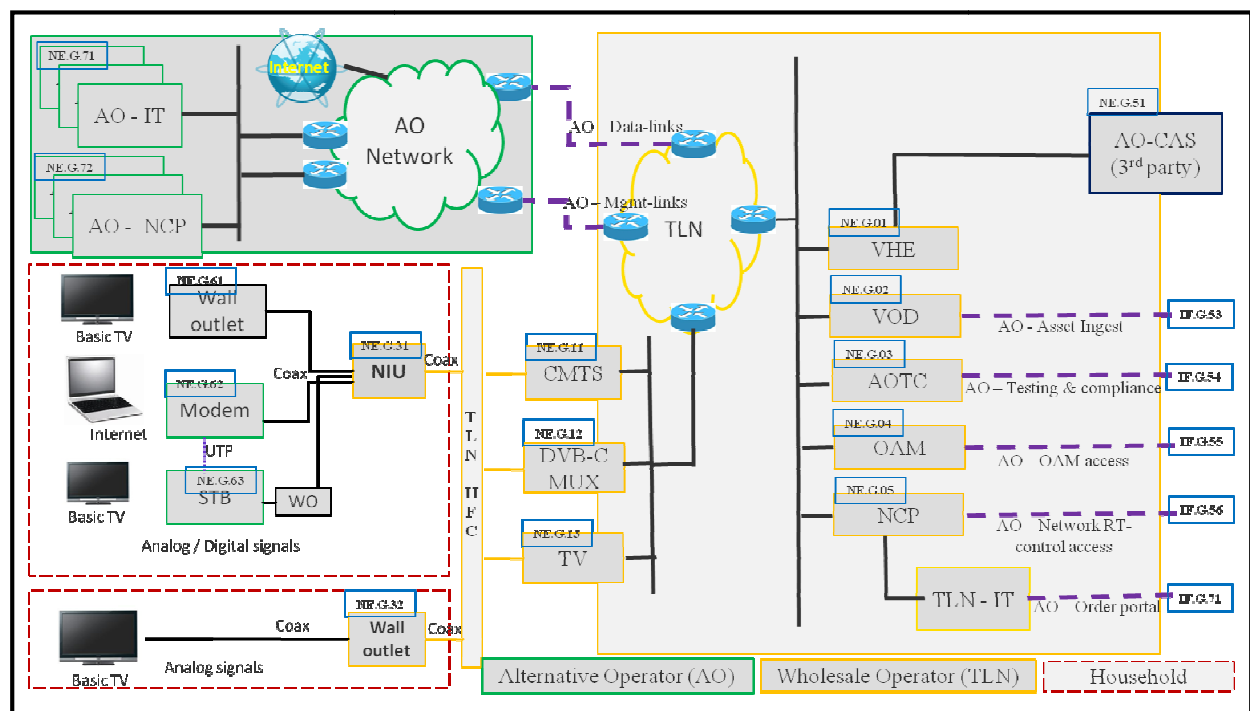 NE.G.71
AO - IT
NE.G.72
AO - NCP
Internet
AO
Network
AO - Data-links
AO - Mgmt-links
TLN
NE.G.51
AO-CAS
(3rd party)
NE.G.01
VHE
NE.G.02
VOD
AO - Asset Ingest
IF.G.53
NE.G.03
AOTC
AO – Testing & compliance
IF.G.54
NE.G.04
OAM
AO – OAM access
IF.G.55
NE.G.05
NCP
AO – Network RT-
control access
IF.G.56
TLN - IT
AO – Order portal
IF.G.71
NE.G.61
Wall
outlet
Basic TV
NE.G.31
NIU
Coax
Coax
NE.G.62
Modem
Internet
UTP
NE.G.63
STB
WO
Basic TV
Analog / Digital signals
TLN HFC
NE.G.11
CMTS
NE.G.12
DVB-C
MUX
NE.G.13
TV
NE.G.32
Wall
outlet
Coax
Coax
Analog signals
Basic TV
Alternative Operator (AO)
Wholesale Operator (TLN)
Household